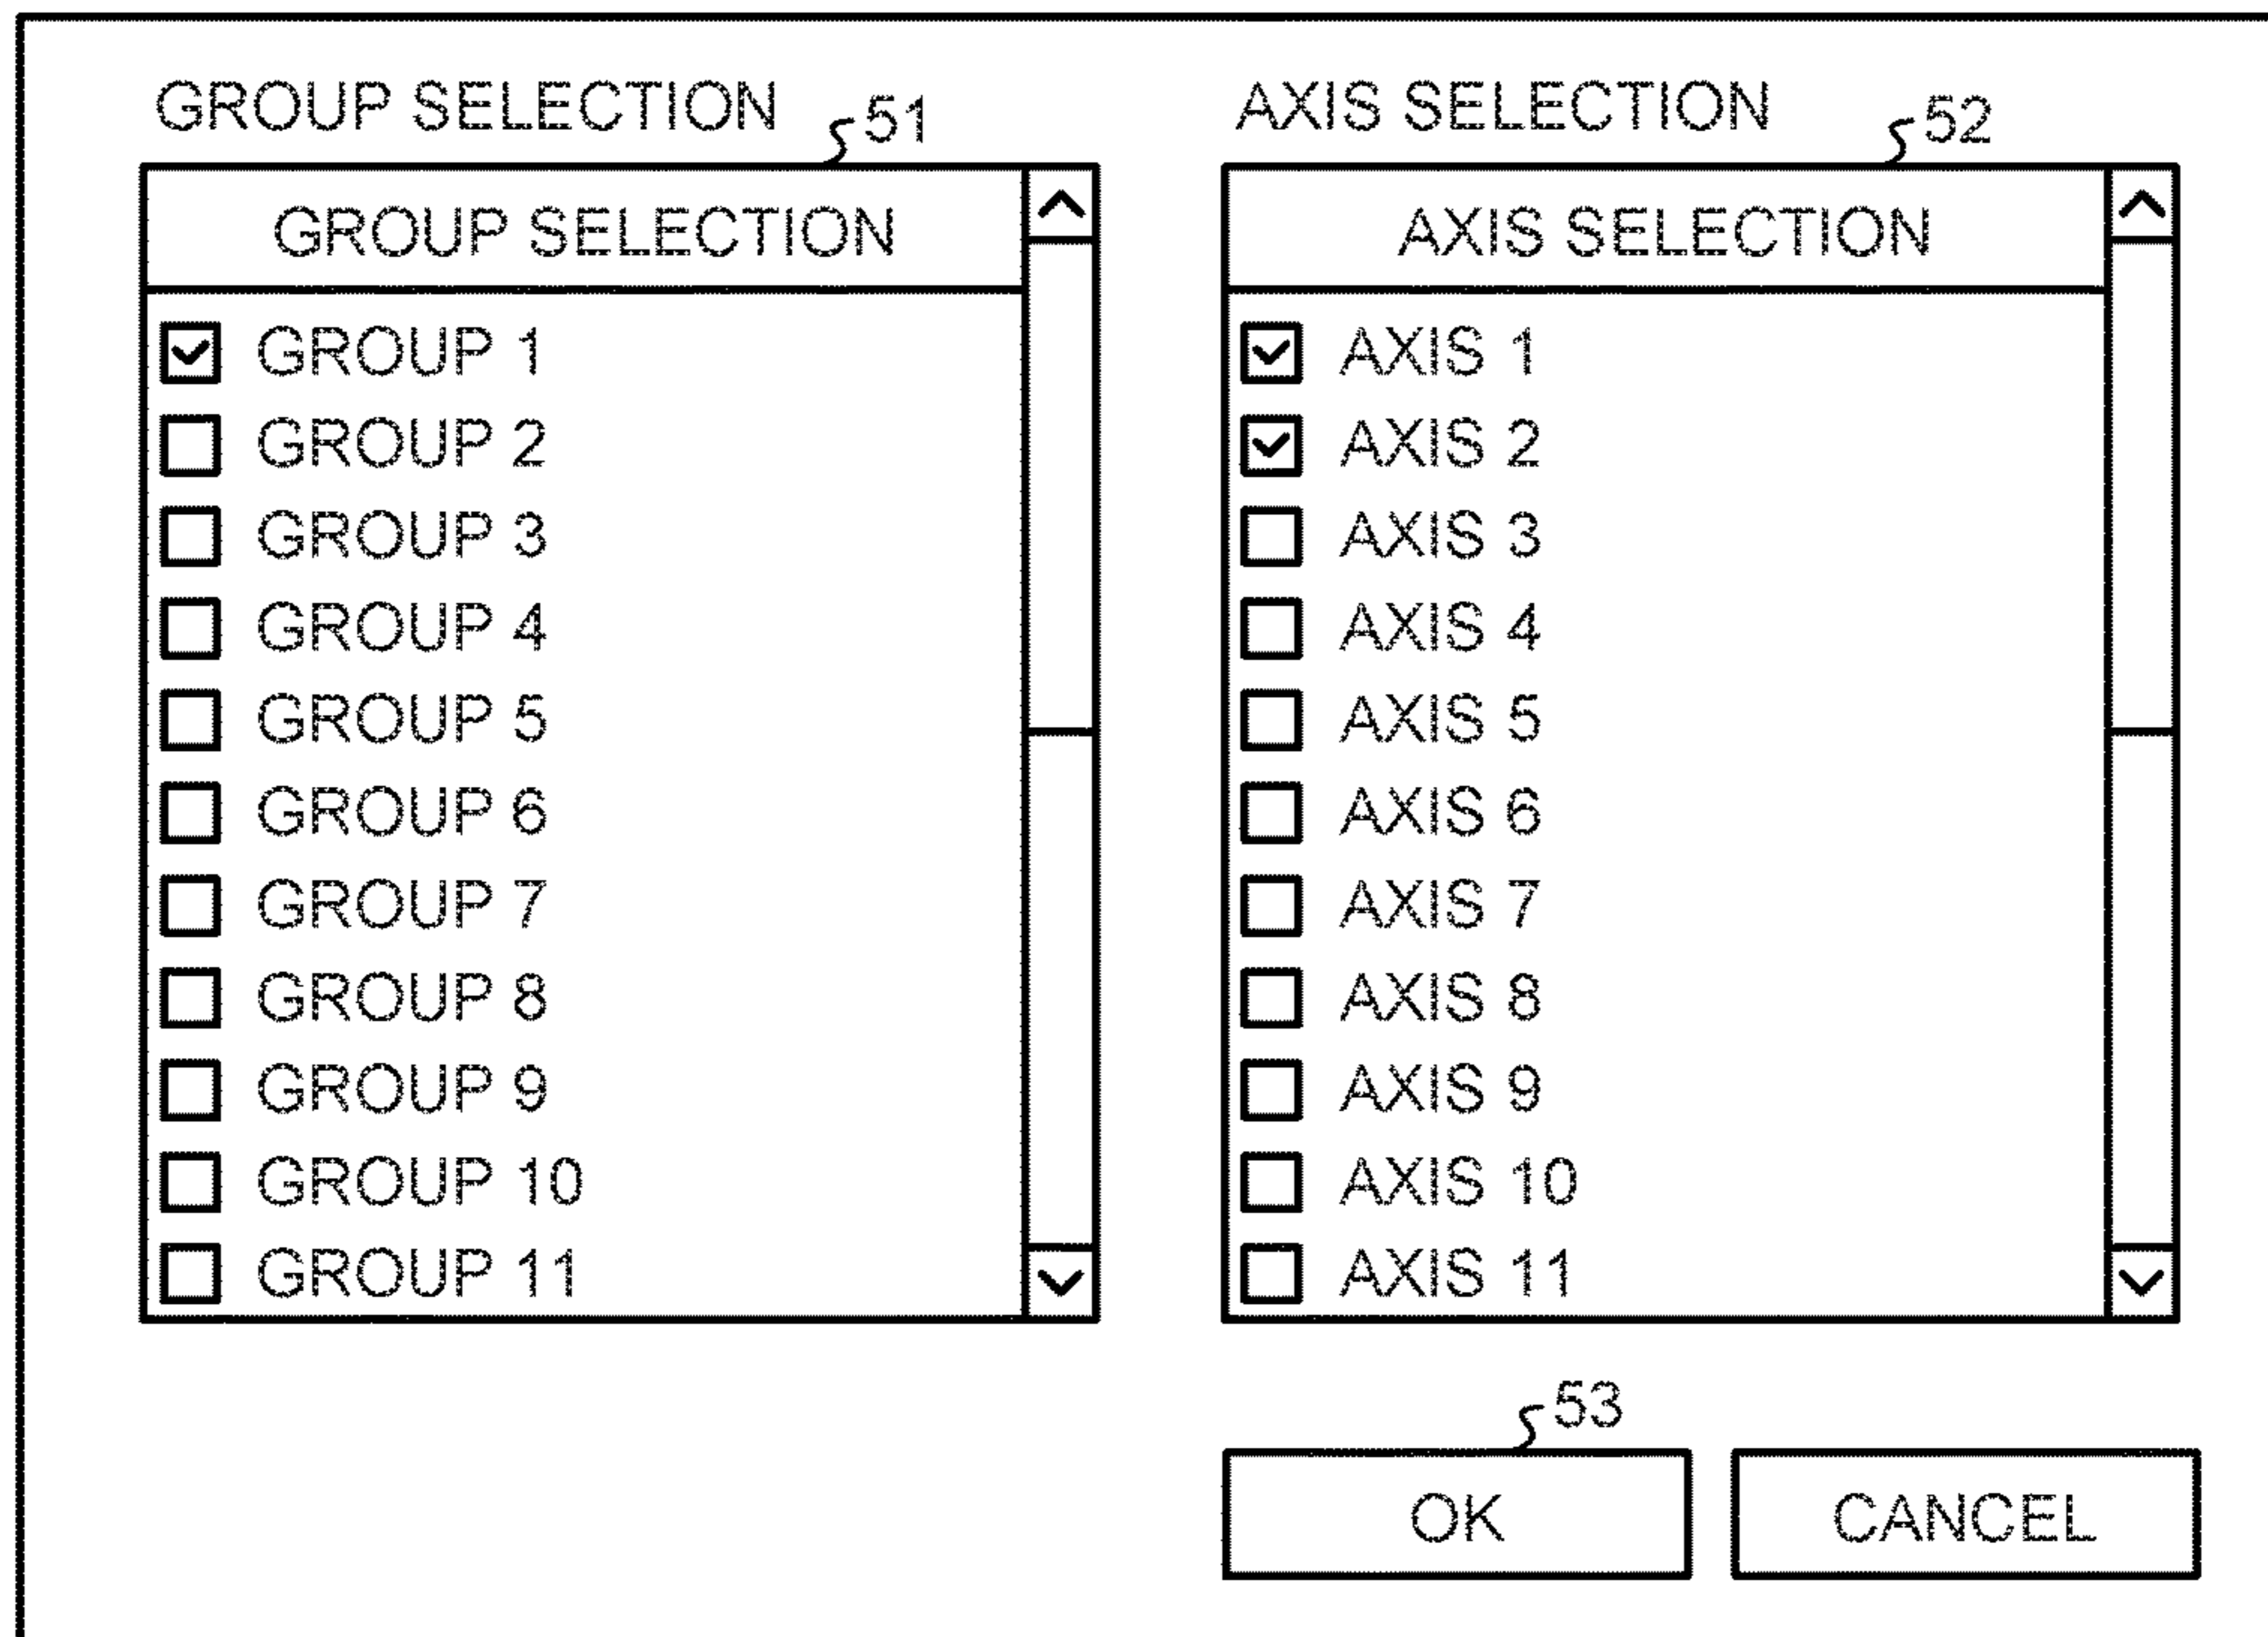 GROUP SELECTION
51
GROUP SELECTION
GROUP 1
GROUP 2
GROUP 3
GROUP 4
GROUP 5
GROUP 6
GROUP 7
GROUP 8
GROUP 9
GROUP 10
GROUP 11
AXIS SELECTION
52
AXIS SELECTION
AXIS 1
AXIS 2
AXIS 3
AXIS 4
AXIS 5
AXIS 6
AXIS 7
AXIS 8
AXIS 9
AXIS 10
AXIS 11
53
OK
CANCEL